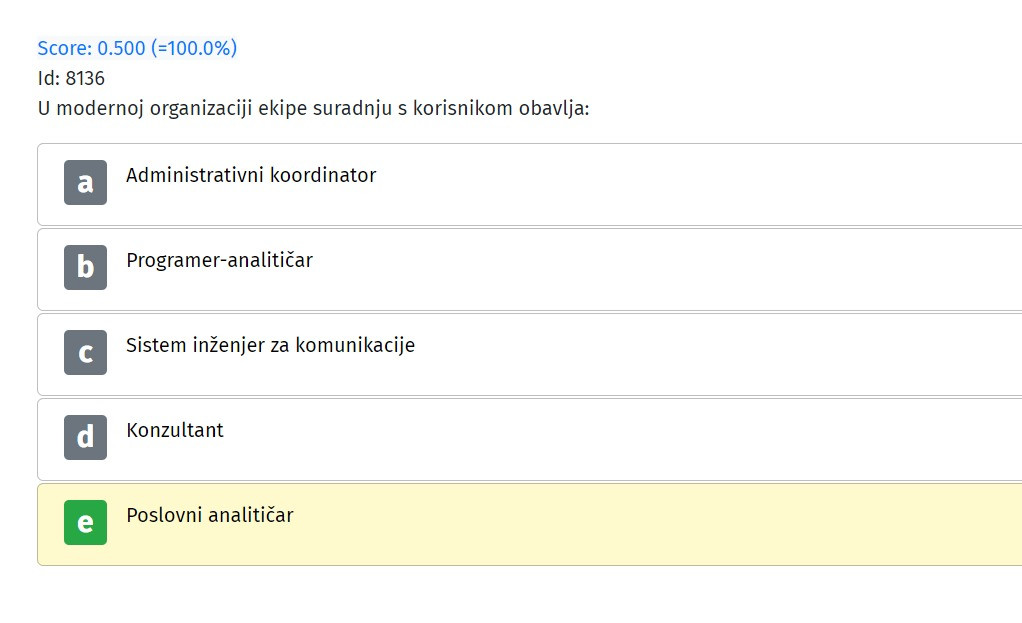 Score: 0.500 (=100.0%)
Id: 8136
U modernoj organizaciji ekipe suradnju s korisnikom obavlja:
a Administrativni koordinator
b Programer-analitičar
c Sistem inženjer za komunikacije
d Konzultant
e Poslovni analitičar